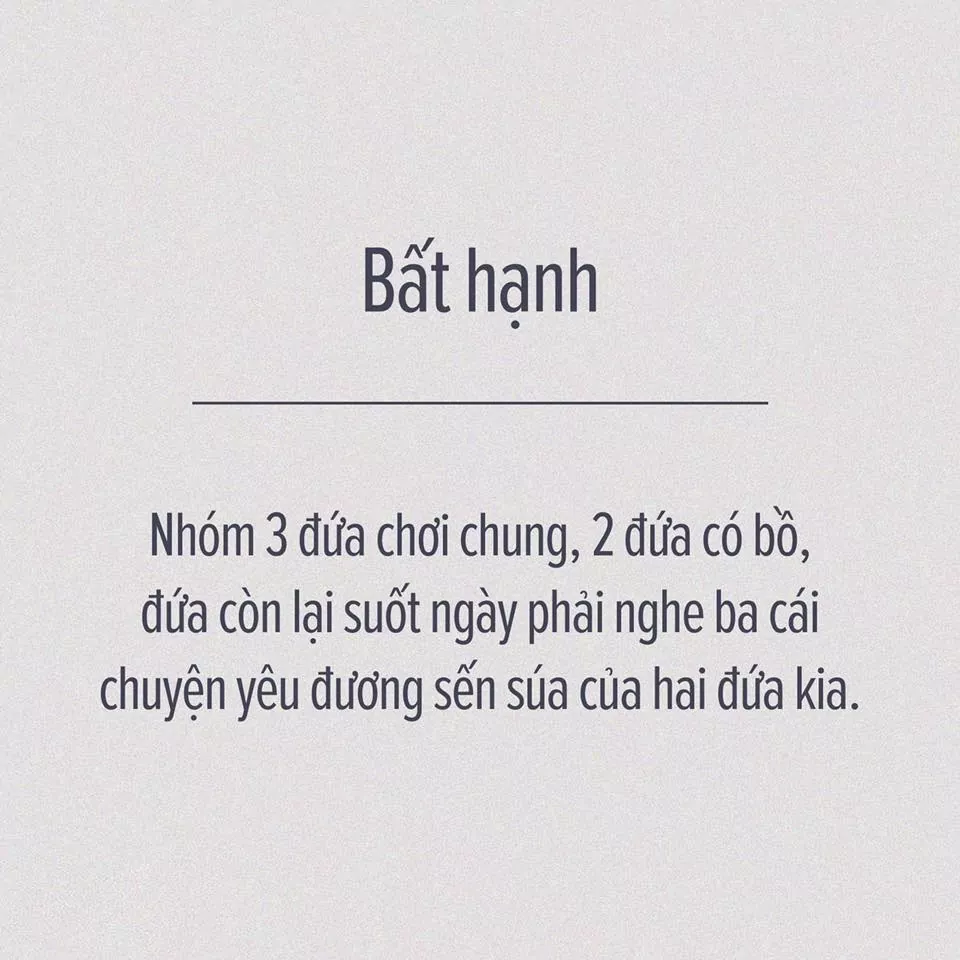 Bất hạnh
Nhóm 3 đứa chơi chung, 2 đứa có bồ,
đứa còn lại suốt ngày phải nghe ba cái
chuyện yêu đương sến súa của hai đứa kia.